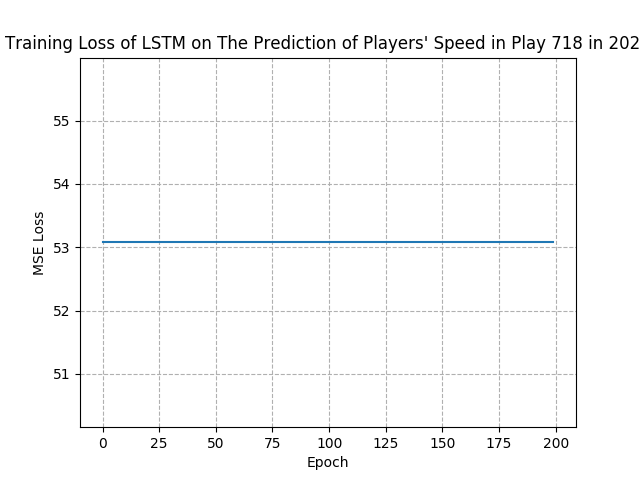 Training Loss of LSTM on The Prediction of Players' Speed in Play 718 in 202
55
54
53
52
51
MSE Loss
0 25 50 75 100 125 150 175 200
Epoch